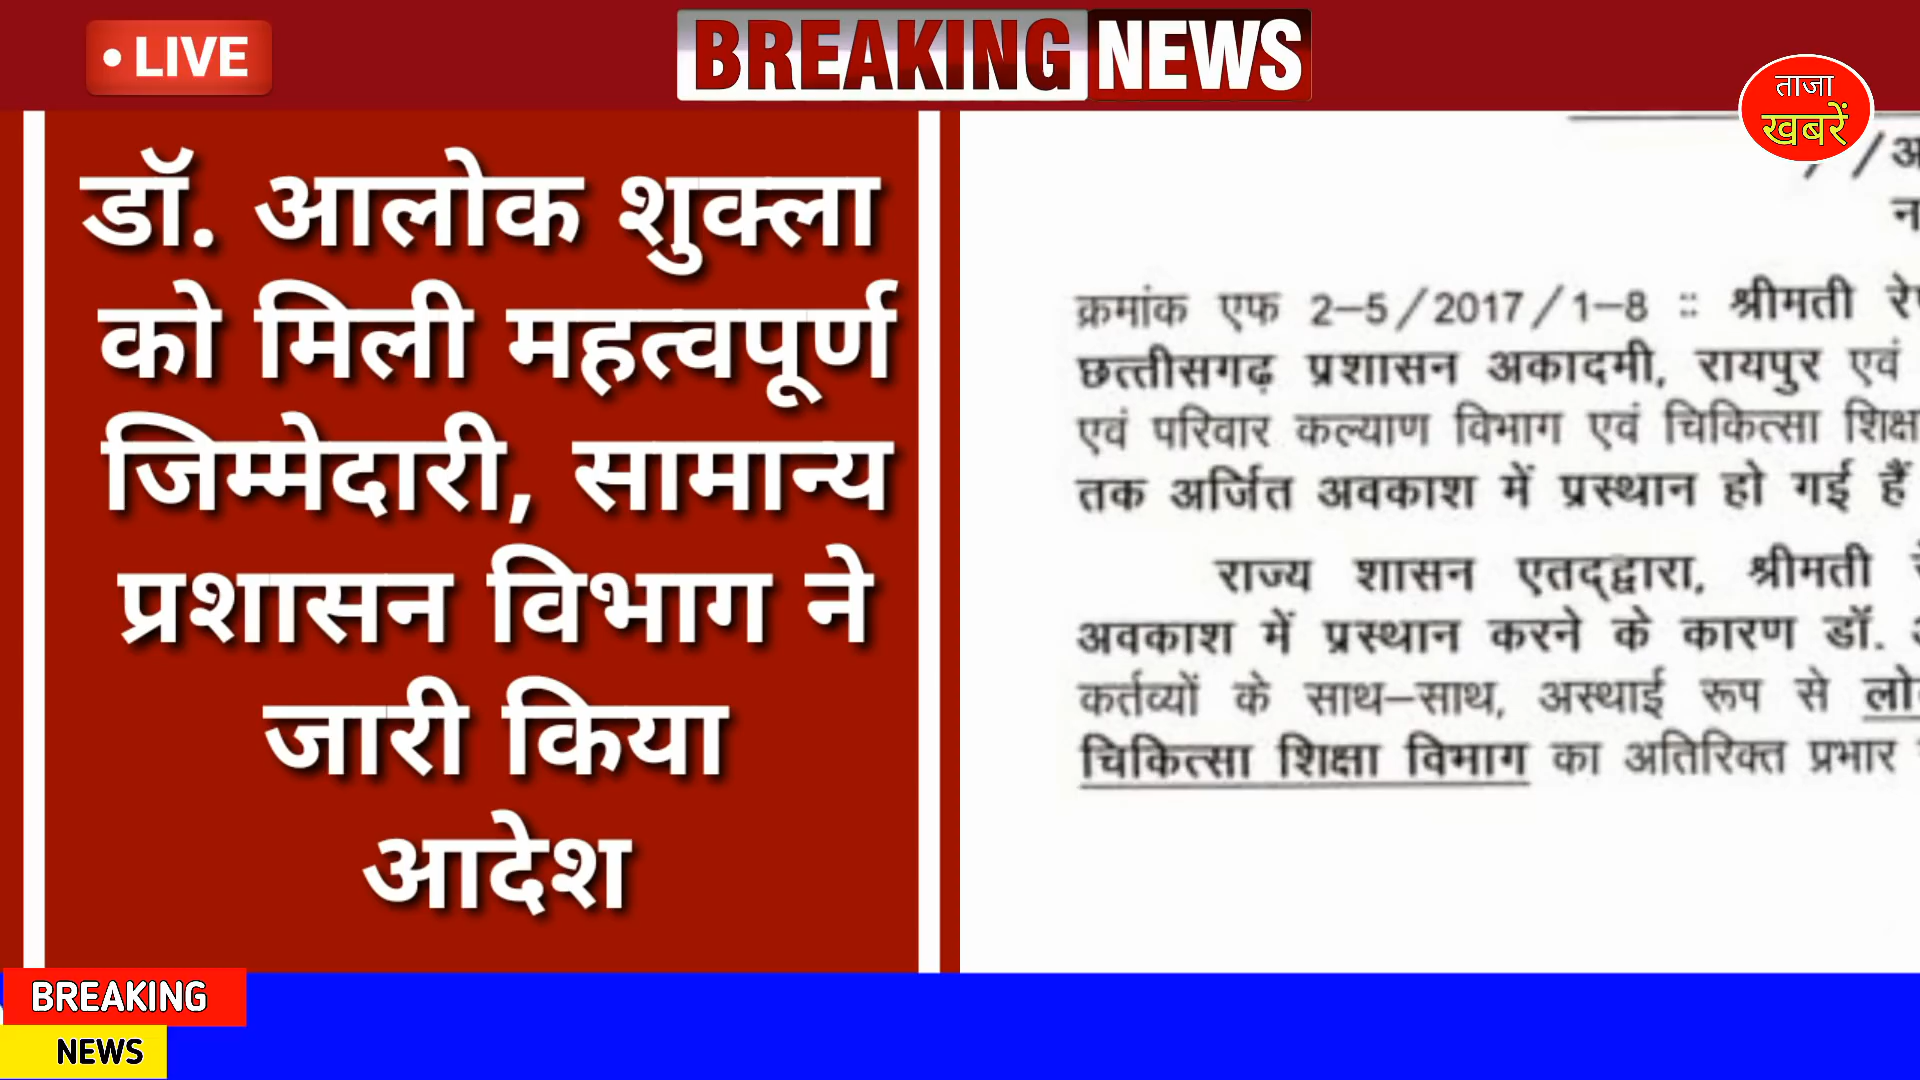 • LIVE
BREAKING NEWS
ताजा
खबरें
डॉ. आलोक शुक्ला
को मिली महत्वपूर्ण
जिम्मेदारी, सामान्य
प्रशासन विभाग ने
जारी किया
आदेश
क्रमांक एफ 2–5/2017/1–8 :: श्रीमती
छत्तीसगढ़ प्रशासन अकादमी, रायपुर एवं
एवं परिवार कल्याण विभाग एवं चिकित्सा
तक अर्जित अवकाश में प्रस्थान हो गई हैं
राज्य शासन एतद्द्वारा, श्रीमती
अवकाश में प्रस्थान करने के कारण डॉ.
कर्तव्यों के साथ–साथ, अस्थाई रूप से
चिकित्सा शिक्षा विभाग का अतिरिक्त प्रभार
BREAKING
NEWS